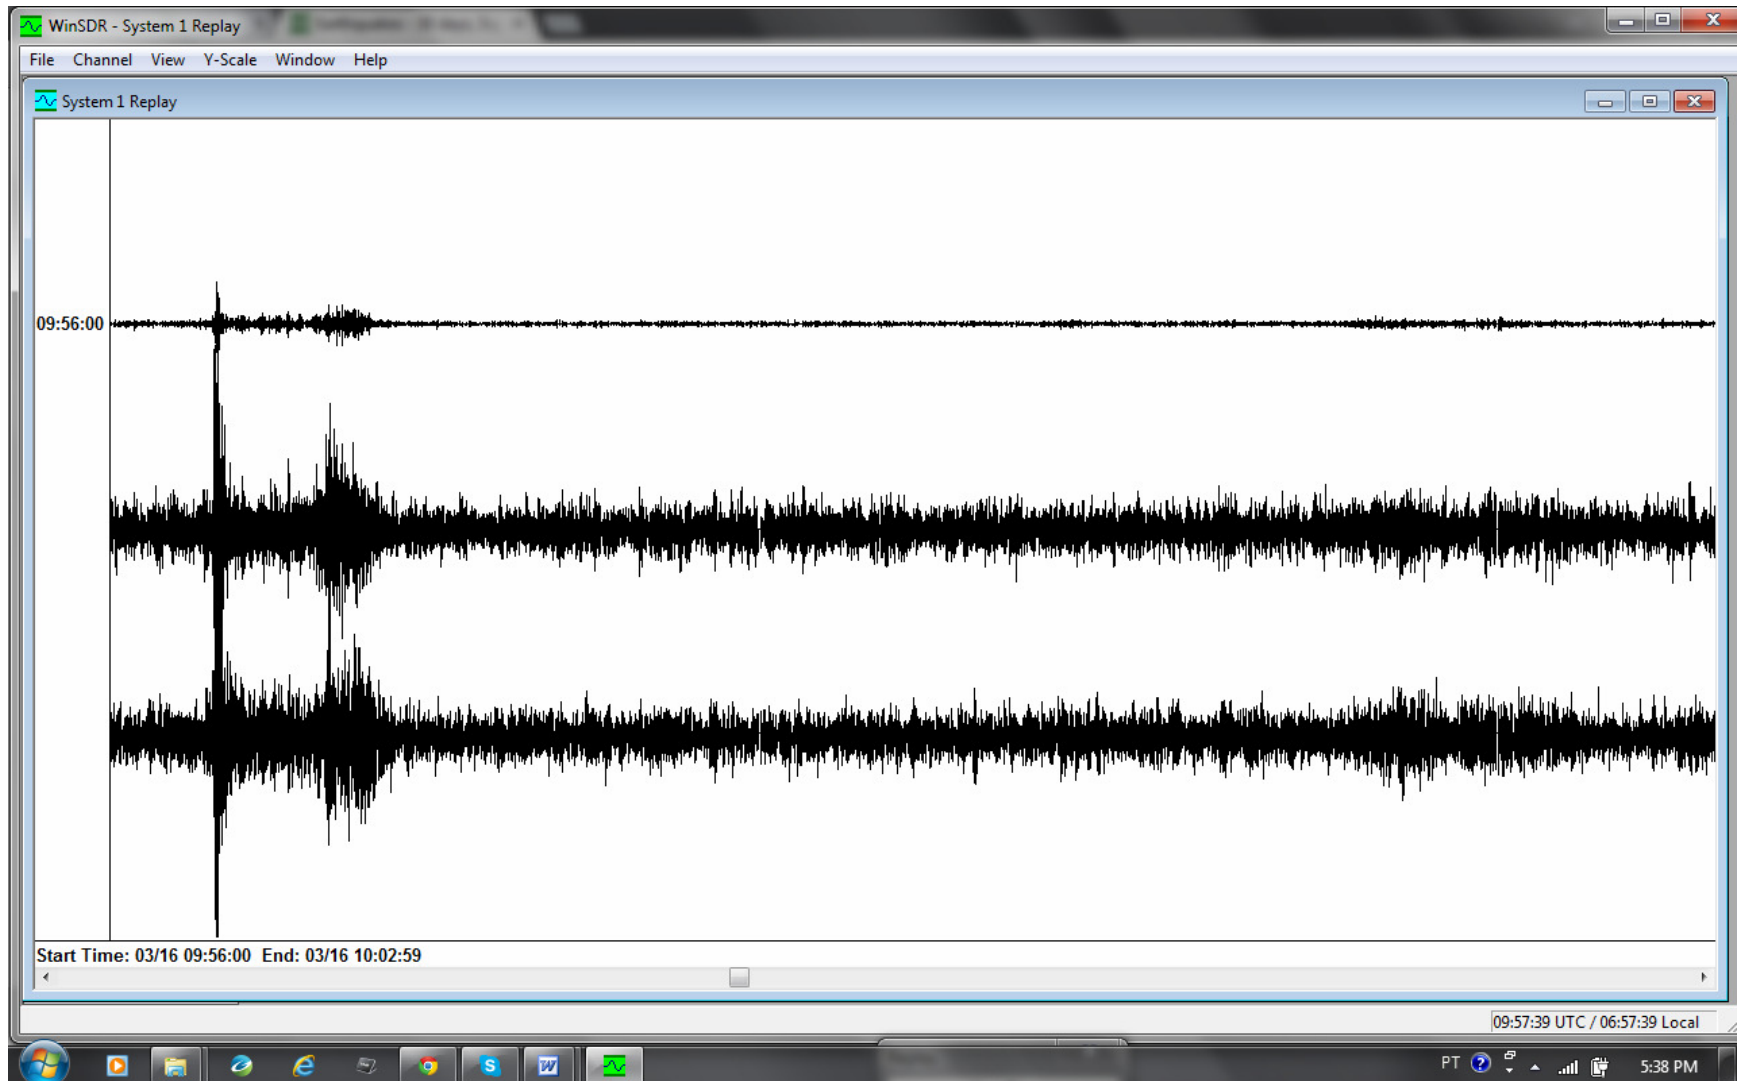 WinSDR - System 1 Replay
File Channel View Y-Scale Window Help
System 1 Replay
09:56:00
Start Time: 03/16 09:56:00 End: 03/16 10:02:59
09:57:39 UTC / 06:57:39 Local
PT 5:38 PM